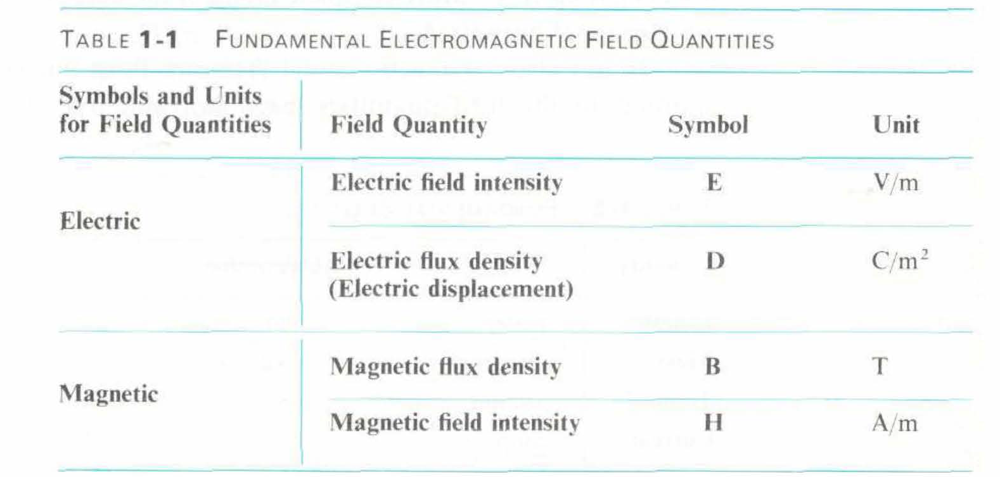 TABLE 1-1 FUNDAMENTAL ELECTROMAGNETIC FIELD QUANTITIES
Symbols and Units
for Field Quantities Field Quantity Symbol Unit
Electric field intensity E V/m
Electric
Electric flux density D C/m²
(Electric displacement)
Magnetic flux density B T
Magnetic
Magnetic field intensity H A/m